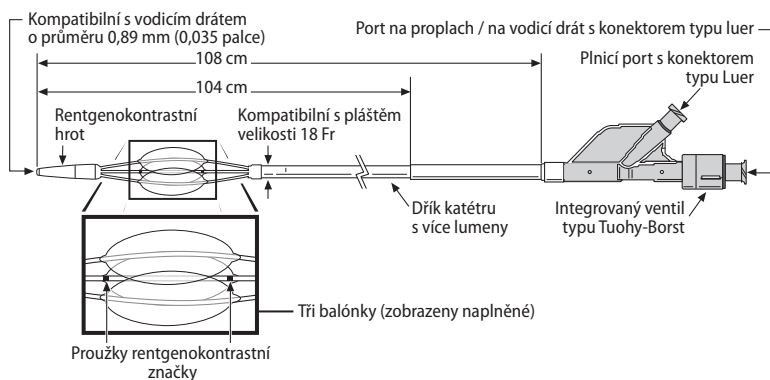 Kompatibilní s vodicím drátem
o průměru 0,89 mm (0,035 palce)
Port na proplach / na vodicí drát s konektorem typu luer
108 cm
Plnicí port s konektorem
typu Luer
104 cm
Rentgenokontrastní
hrot
Kompatibilní s pláštěm
velikosti 18 Fr
Dřík katétru
s více lumeny
Integrovaný ventil
typu Tuohy-Borst
Tři balónky (zobrazeny naplněné)
Proužky rentgenokontrastní
značky